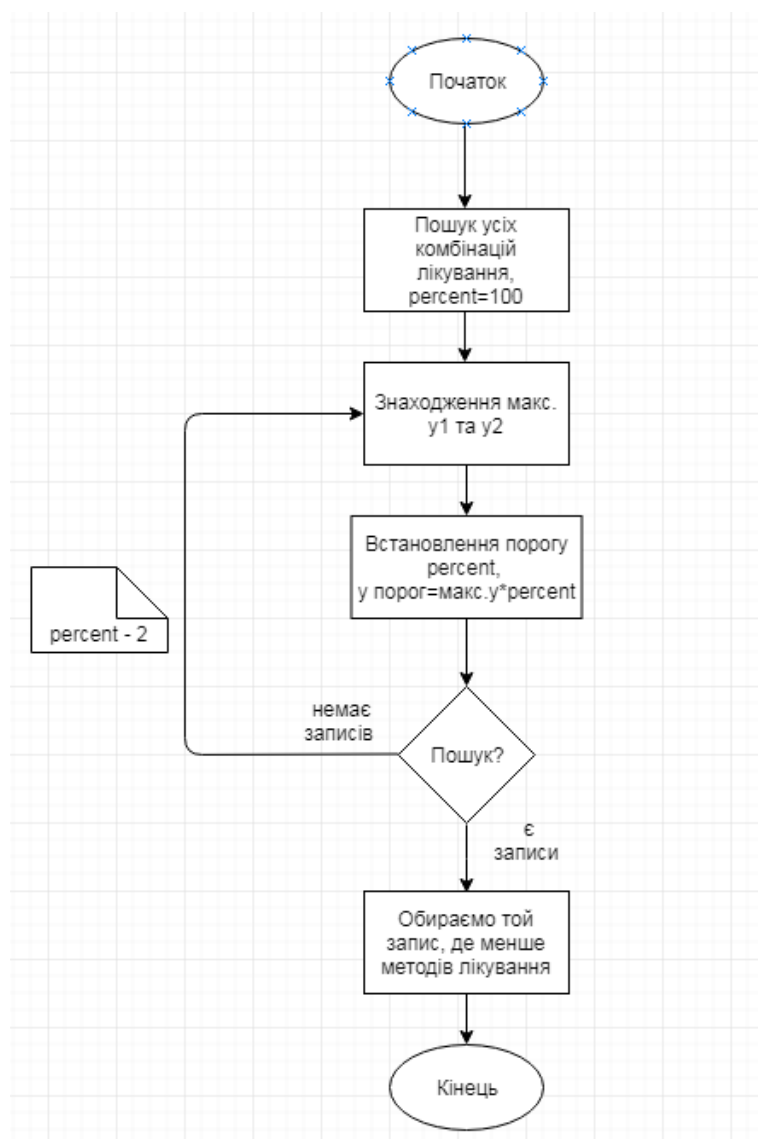 Початок
Пошук усіх
комбінацій
лікування,
percent=100
Знаходження макс.
y1 та y2
Встановлення порогу
percent,
y порог=макс.y*percent
percent - 2
немає
записів
Пошук?
є
записи
Обираємо той
запис, де менше
методів лікування
Кінець